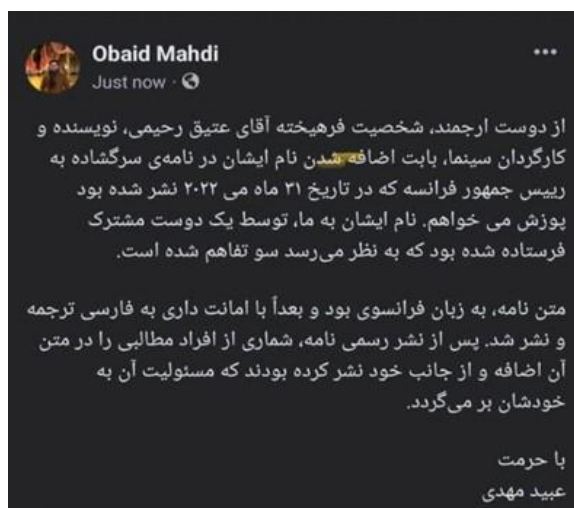 Obaid Mahdi
Just now ·
از دوست ارجمند، شخصیت فرهیخته آقای عتیق رحیمی، نویسنده و
کارگردان سینما، بابت اضافه شدن نام ایشان در نامه‌ی سرگشاده به
رییس جمهور فرانسه که در تاریخ ۳۱ ماه می ۲۰۲۲ نشر شده بود
پوزش می خواهم. نام ایشان به ما، توسط یک دوست مشترک
فرستاده شده بود که به نظر می‌رسد سو تفاهم شده است.
متن نامه، به زبان فرانسوی بود و بعداً با امانت داری به فارسی ترجمه
و نشر شد. پس از نشر رسمی نامه، شماری از افراد مطالبی را در متن
آن اضافه و از جانب خود نشر کرده بودند که مسئولیت آن به
خودشان بر می‌گردد.
با حرمت
عبید مهدی